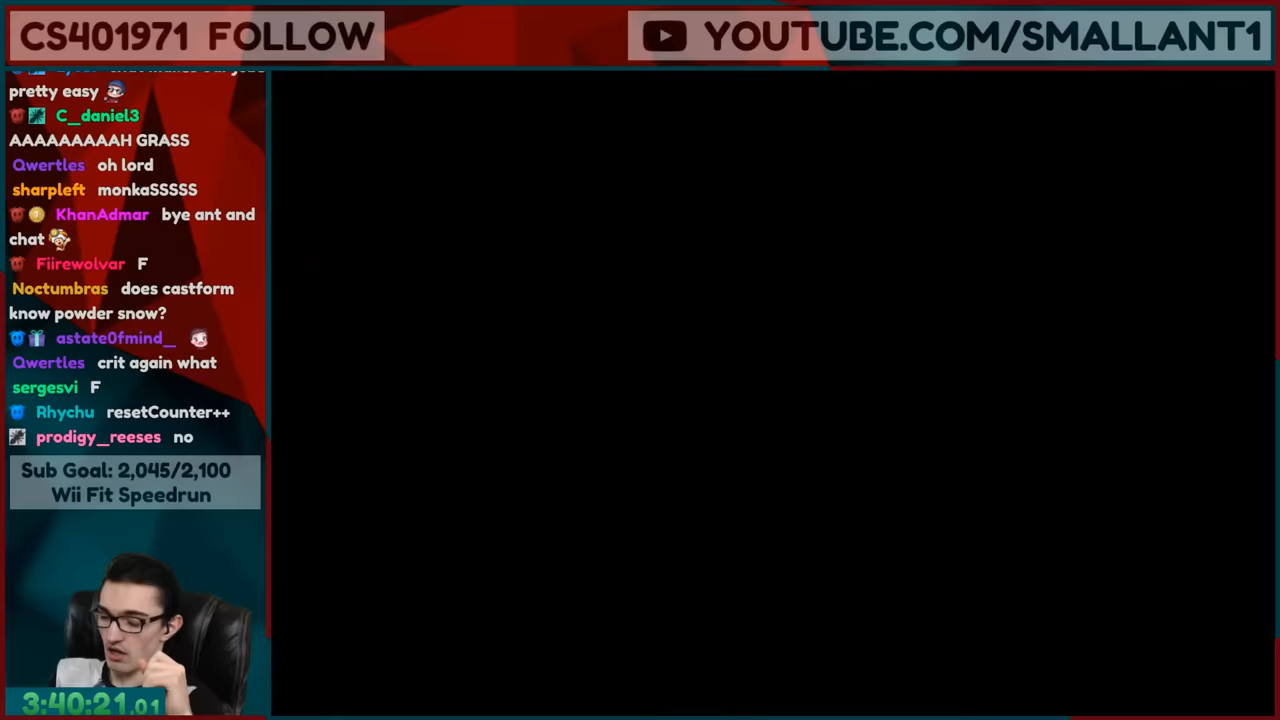 CS401971 FOLLOW
YOUTUBE.COM/SMALLANT1
pretty easy
C__daniel3
AAAAAAAAAH GRASS
Qwertles oh lord
sharpleft monkaSSSSS
KhanAdmar bye ant and
chat
Fiirewolvar F
Noctumbras does castform
know powder snow?
astate0fmind_
Qwertles crit again what
sergesvi F
Rhychu resetCounter++
prodigy_reeses no
Sub Goal: 2,045/2,100
Wii Fit Speedrun
3:40:21.01